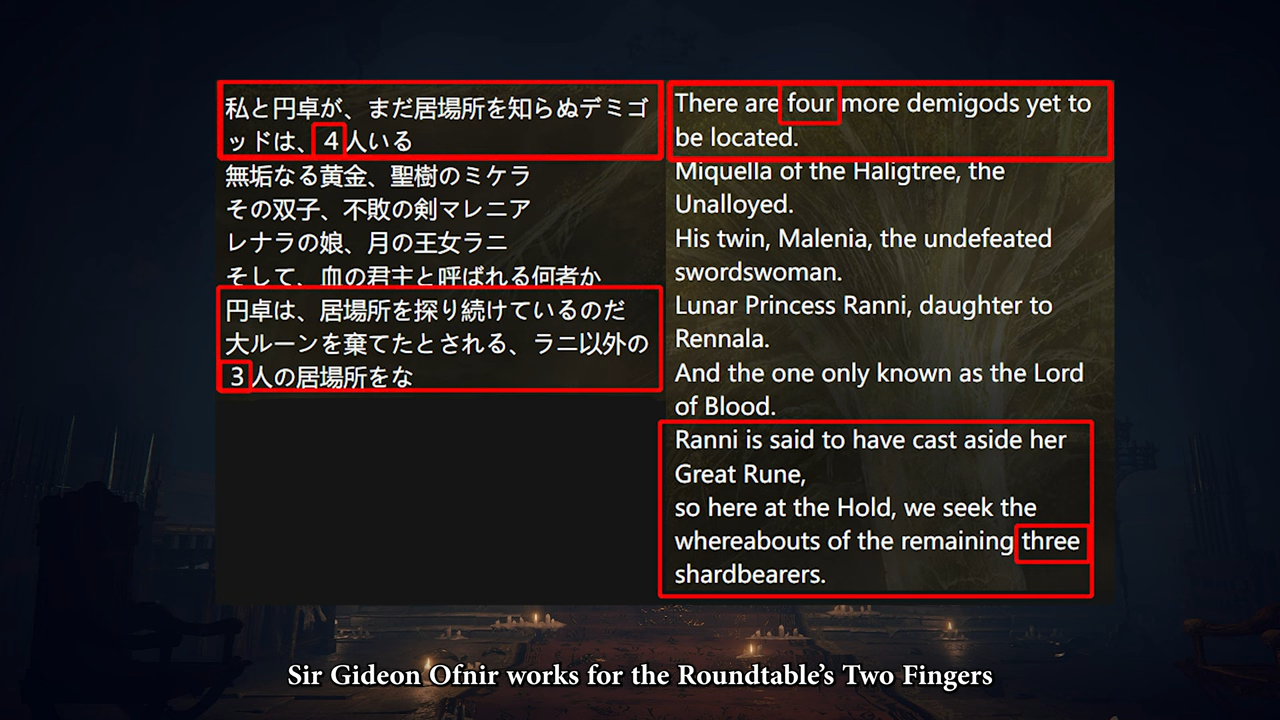 私と円卓が、まだ居場所を知らぬデミゴ
ッドは、４人いる
無垢なる黄金、聖樹のミケラ
その双子、不敗の剣マレニア
レナラの娘、月の王女ラニ
そして、血の君主と呼ばれる何者か
円卓は、居場所を探り続けているのだ
大ルーンを棄てたとされる、ラニ以外の
３人の居場所をな
There are four more demigods yet to
be located.
Miquella of the Haligtree, the
Unalloyed.
His twin, Malenia, the undefeated
swordswoman.
Lunar Princess Ranni, daughter to
Rennala.
And the one only known as the Lord
of Blood.
Ranni is said to have cast aside her
Great Rune,
so here at the Hold, we seek the
whereabouts of the remaining three
shardbearers.
Sir Gideon Ofnir works for the Roundtable’s Two Fingers